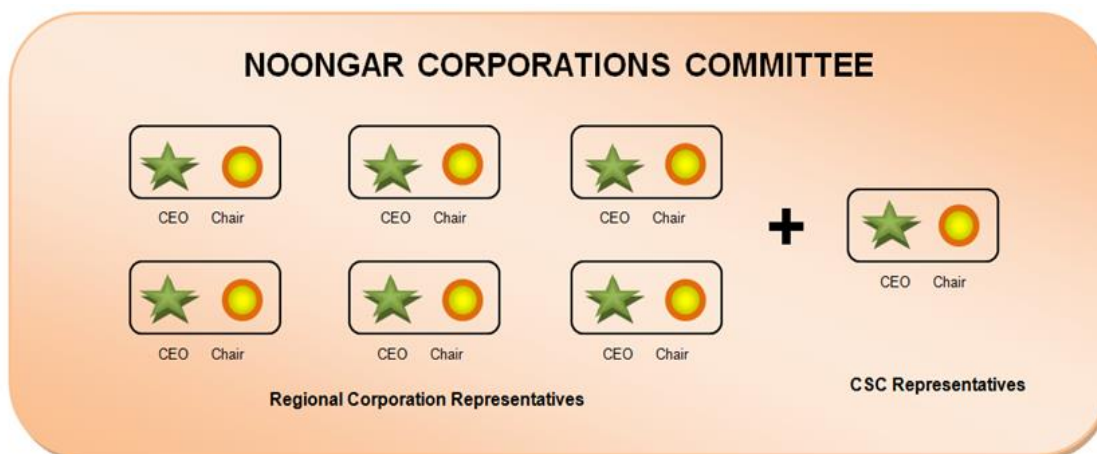 NOONGAR CORPORATIONS COMMITTEE
CEO Chair CEO Chair CEO Chair
CEO Chair
CEO Chair CEO Chair CEO Chair
Regional Corporation Representatives
CSC Representatives